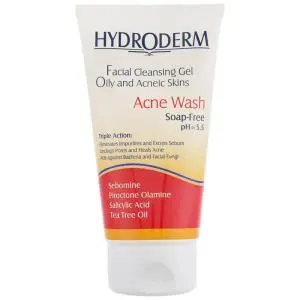 HYDRODERM
Facial Cleansing Gel
Oily and Acneic Skins
Acne Wash
Soap-Free
pH=5.5
Triple Action:
Eliminates Impurities and Excess Sebum
Unclogs Pores and Heals Acne
Acts against Bacteria and Facial Fungi
Sebomine
Piroctone Olamine
Salicylic Acid
Tea Tree Oil